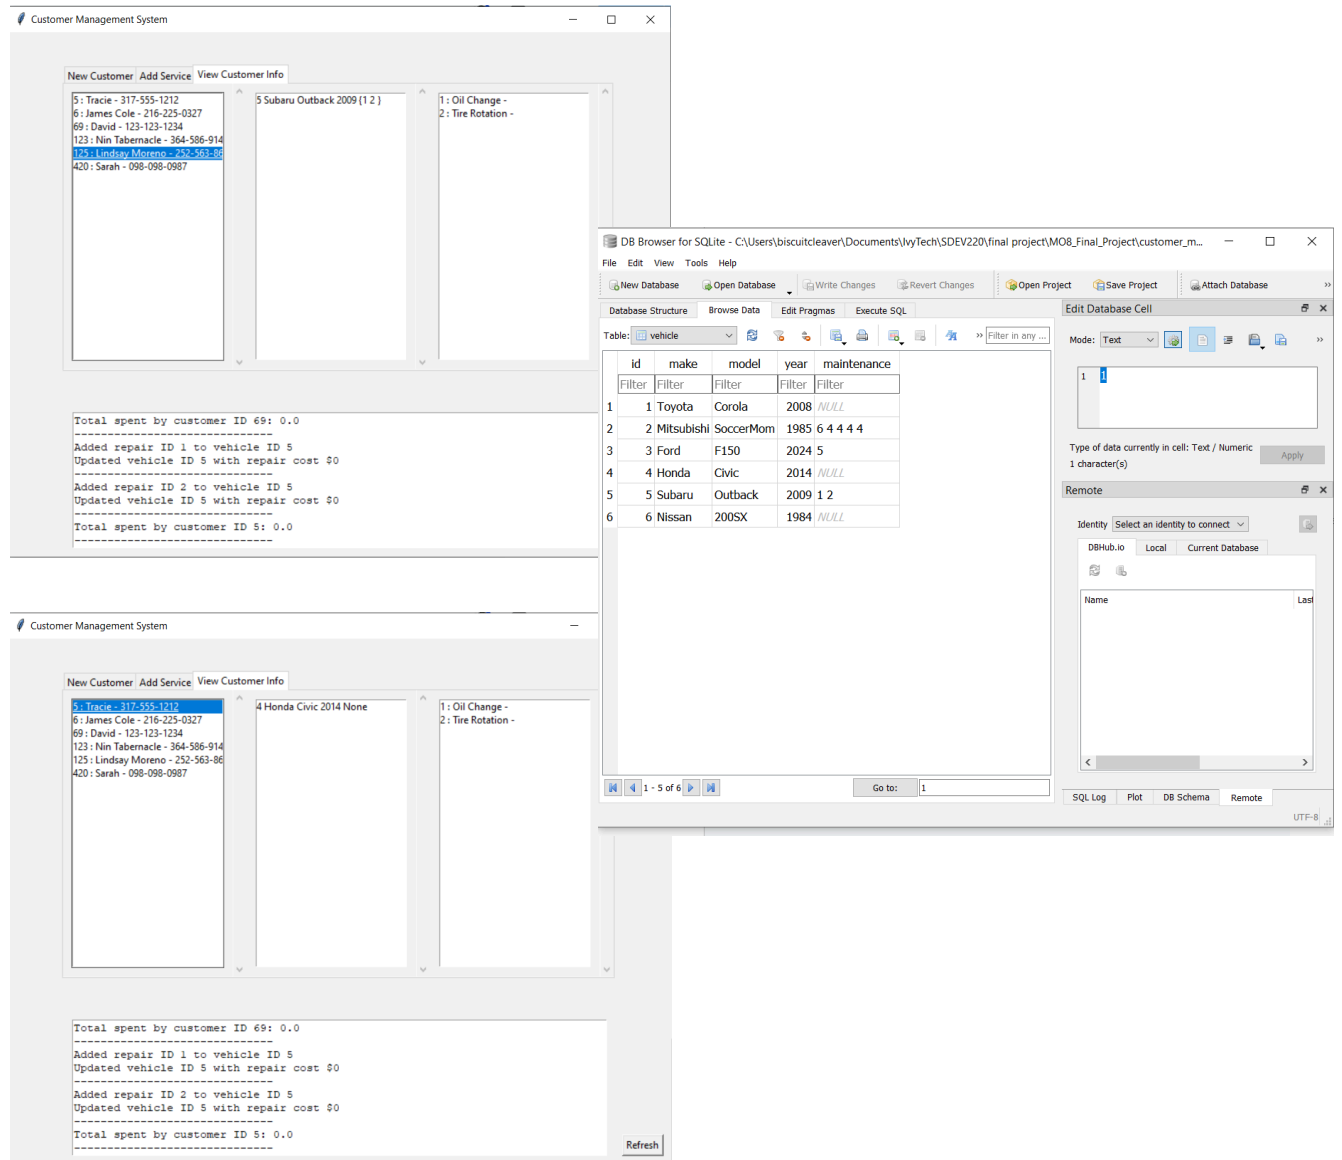 Customer Management System
New Customer Add Service View Customer Info
5 : Tracie - 317-555-1212
6 : James Cole - 216-225-0327
69 : David - 123-123-1234
123 : Nin Tabernacle - 364-586-914
125 : Lindsay Moreno - 252-563-86
420 : Sarah - 098-098-0987
5 Subaru Outback 2009 {1 2 }
1 : Oil Change -
2 : Tire Rotation -
Total spent by customer ID 69: 0.0
------------------------------
Added repair ID 1 to vehicle ID 5
Updated vehicle ID 5 with repair cost $0
------------------------------
Added repair ID 2 to vehicle ID 5
Updated vehicle ID 5 with repair cost $0
------------------------------
Total spent by customer ID 5: 0.0
------------------------------
DB Browser for SQLite - C:\Users\biscuitcleaver\Documents\IvyTech\SDEV220\final project\MO8_Final_Project\customer_m...
File Edit View Tools Help
New Database Open Database Write Changes Revert Changes Open Project Save Project Attach Database »
Database Structure Browse Data Edit Pragmas Execute SQL
Table: vehicle » Filter in any ...
id make model year maintenance
Filter Filter Filter Filter Filter
1 1 Toyota Corola 2008 NULL
2 2 Mitsubishi SoccerMom 1985 6 4 4 4 4
3 3 Ford F150 2024 5
4 4 Honda Civic 2014 NULL
5 5 Subaru Outback 2009 1 2
6 6 Nissan 200SX 1984 NULL
1 - 5 of 6 Go to: 1
Edit Database Cell
Mode: Text »
1 1
Type of data currently in cell: Text / Numeric
1 character(s)
Apply
Remote
Identity Select an identity to connect
DBHub.io Local Current Database
Name Last
SQL Log Plot DB Schema Remote
UTF-8
Customer Management System
New Customer Add Service View Customer Info
5 : Tracie - 317-555-1212
6 : James Cole - 216-225-0327
69 : David - 123-123-1234
123 : Nin Tabernacle - 364-586-914
125 : Lindsay Moreno - 252-563-86
420 : Sarah - 098-098-0987
4 Honda Civic 2014 None
1 : Oil Change -
2 : Tire Rotation -
Total spent by customer ID 69: 0.0
------------------------------
Added repair ID 1 to vehicle ID 5
Updated vehicle ID 5 with repair cost $0
------------------------------
Added repair ID 2 to vehicle ID 5
Updated vehicle ID 5 with repair cost $0
------------------------------
Total spent by customer ID 5: 0.0
------------------------------
Refresh